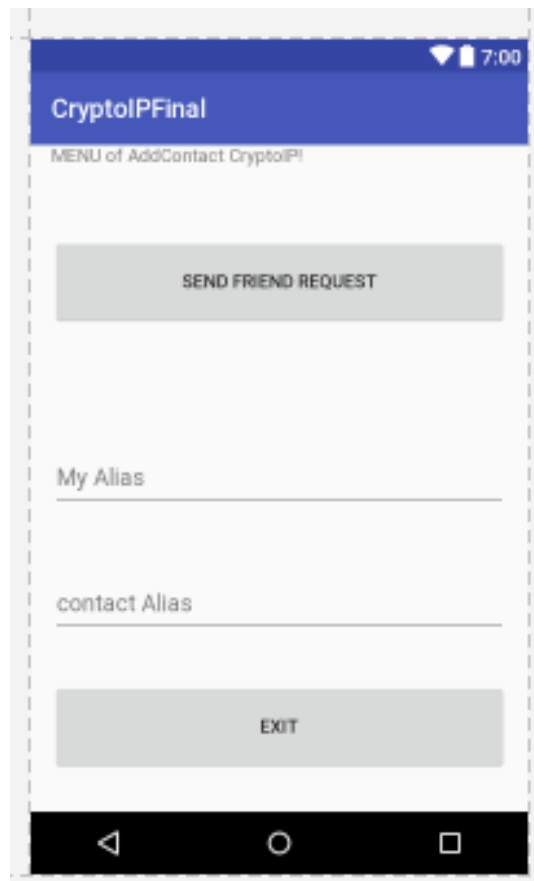 7:00
CryptoIPFinal
MENU of AddContact CryptoIP!
SEND FRIEND REQUEST
My Alias
contact Alias
EXIT